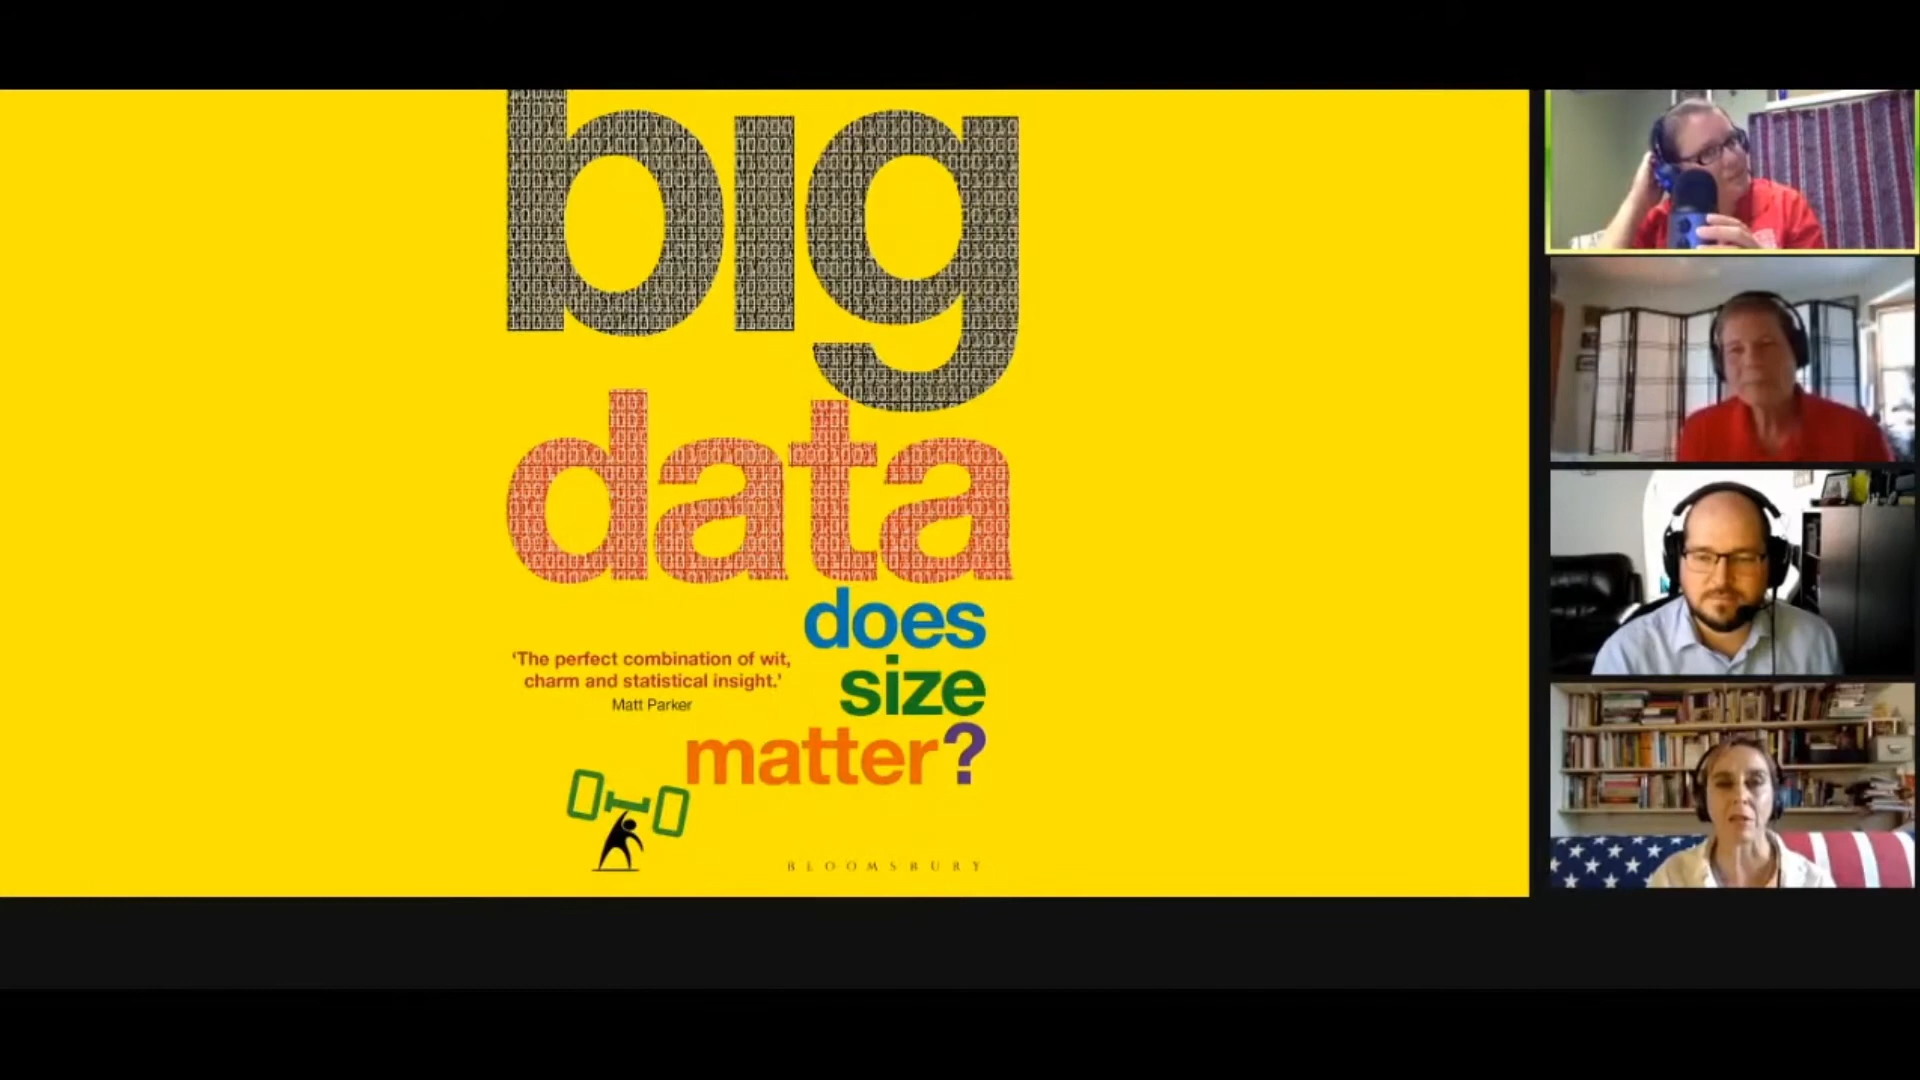 big
data
does
size
matter?
‘The perfect combination of wit,
charm and statistical insight.’
Matt Parker
BLOOMSBURY